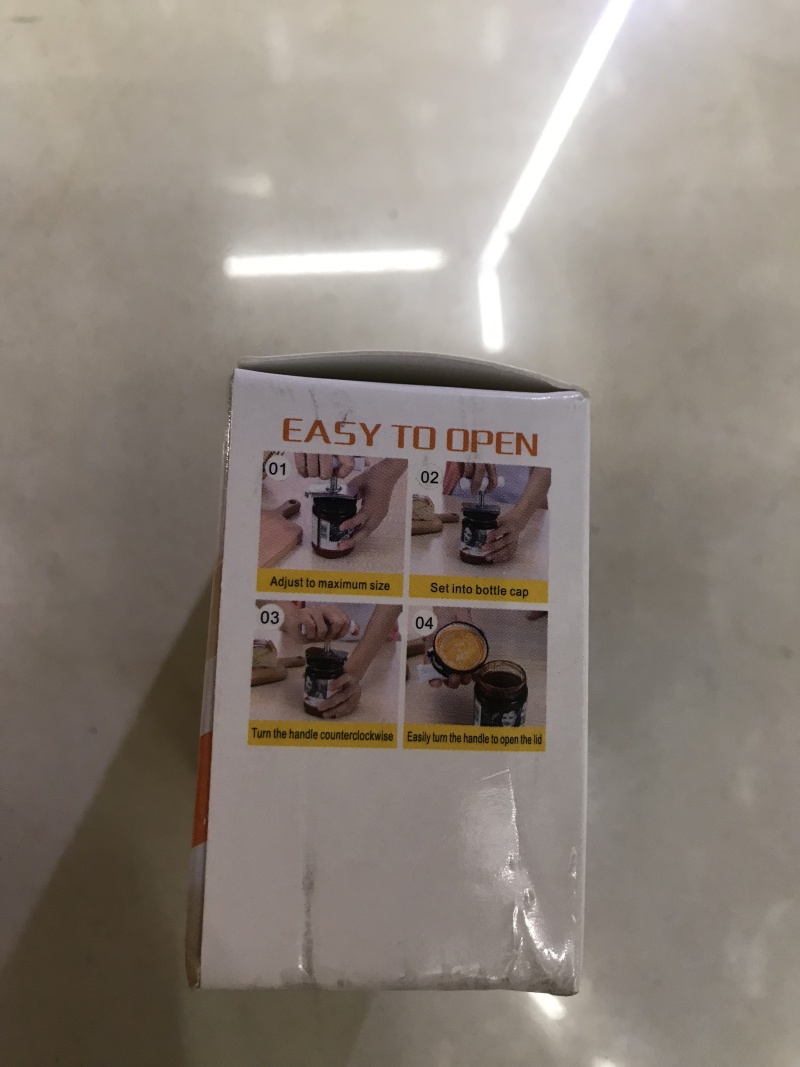 EASY TO OPEN
01
Adjust to maximum size
02
Set into bottle cap
03
Turn the handle counterclockwise
04
Easily turn the handle to open the lid